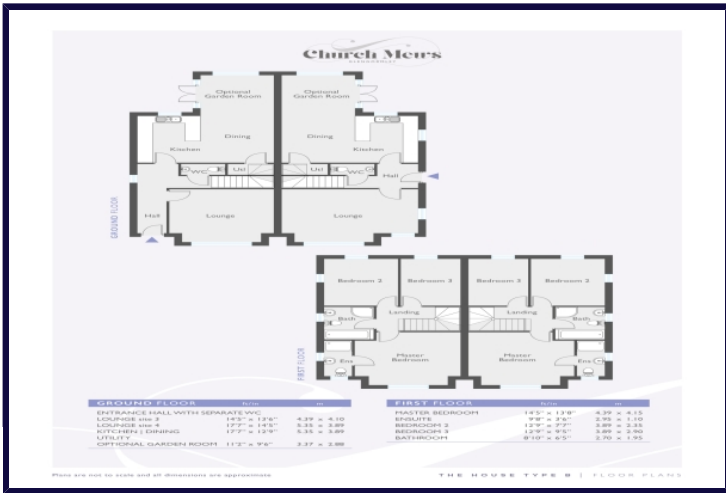 Church Mews
Optional
Garden Room
Optional
Garden Room
Dining
Dining
Kitchen
Kitchen
WC
Utl
Utl
WC
Hall
Hall
Lounge
Lounge
GROUND FLOOR
Bedroom 2
Bedroom 3
Bedroom 3
Bedroom 2
Bath
Landing
Landing
Bath
Master
Bedroom
Master
Bedroom
Ens
Ens
FIRST FLOOR
GROUND FLOOR ft/in m
ENTRANCE HALL WITH SEPARATE WC
LOUNGE site 3 14'5" x 13'6" 4.39 x 4.10
LOUNGE site 4 17'7" x 14'5" 5.35 x 3.89
KITCHEN | DINING 17'7" x 12'9" 5.35 x 3.89
UTILITY
OPTIONAL GARDEN ROOM 11'2" x 9'6" 3.37 x 2.88
FIRST FLOOR ft/in m
MASTER BEDROOM 14'5" x 13'8" 4.39 x 4.15
ENSUITE 9'8" x 3'6" 2.95 x 1.10
BEDROOM 2 12'9" x 7'7" 3.89 x 2.35
BEDROOM 3 12'9" x 9'5" 3.89 x 2.90
BATHROOM 8'10" x 6'5" 2.70 x 1.95
Plans are not to scale and all dimensions are approximate
THE HOUSE TYPE B | FLOOR PLANS